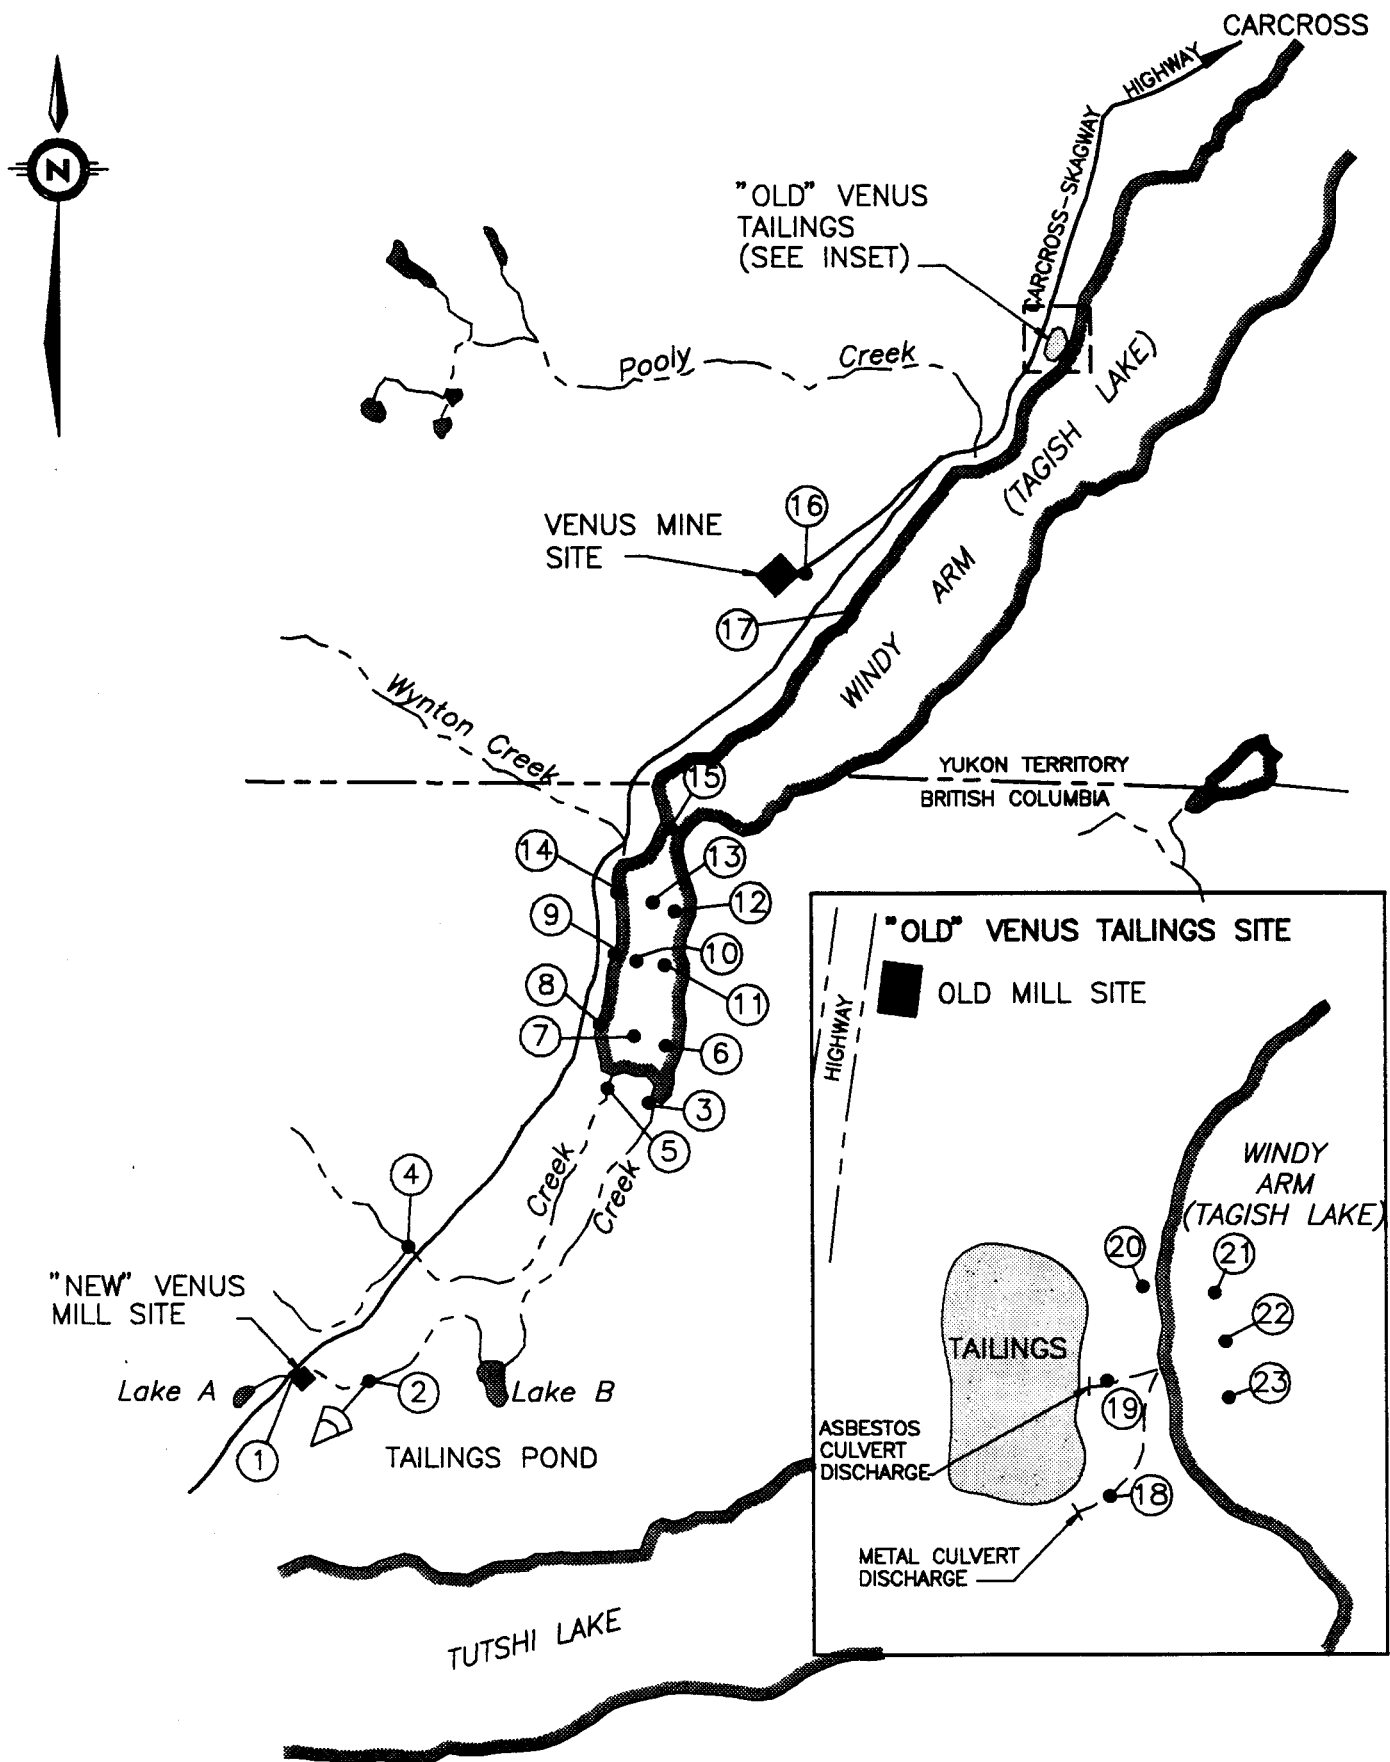 CARCROSS
CARCROSS-SKAGWAY HIGHWAY
N
"OLD" VENUS
TAILINGS
(SEE INSET)
Pooly Creek
WINDY ARM
(TAGISH LAKE)
16
VENUS MINE
SITE
17
Wynton Creek
YUKON TERRITORY
BRITISH COLUMBIA
15
14
13
12
9
10
11
8
7
6
3
5
4
Creek
Creek
"NEW" VENUS
MILL SITE
Lake A
2
Lake B
1
TAILINGS POND
TUTSHI LAKE
"OLD" VENUS TAILINGS SITE
OLD MILL SITE
HIGHWAY
WINDY
ARM
(TAGISH LAKE)
20
21
22
TAILINGS
23
19
ASBESTOS
CULVERT
DISCHARGE
18
METAL CULVERT
DISCHARGE